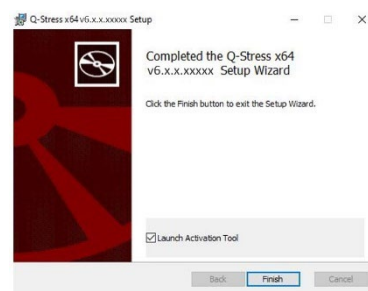 Q-Stress x64 v6.x.x.xxxxx Setup
Completed the Q-Stress x64
v6.x.x.xxxxx Setup Wizard
Click the Finish button to exit the Setup Wizard.
Launch Activation Tool
Back Finish Cancel